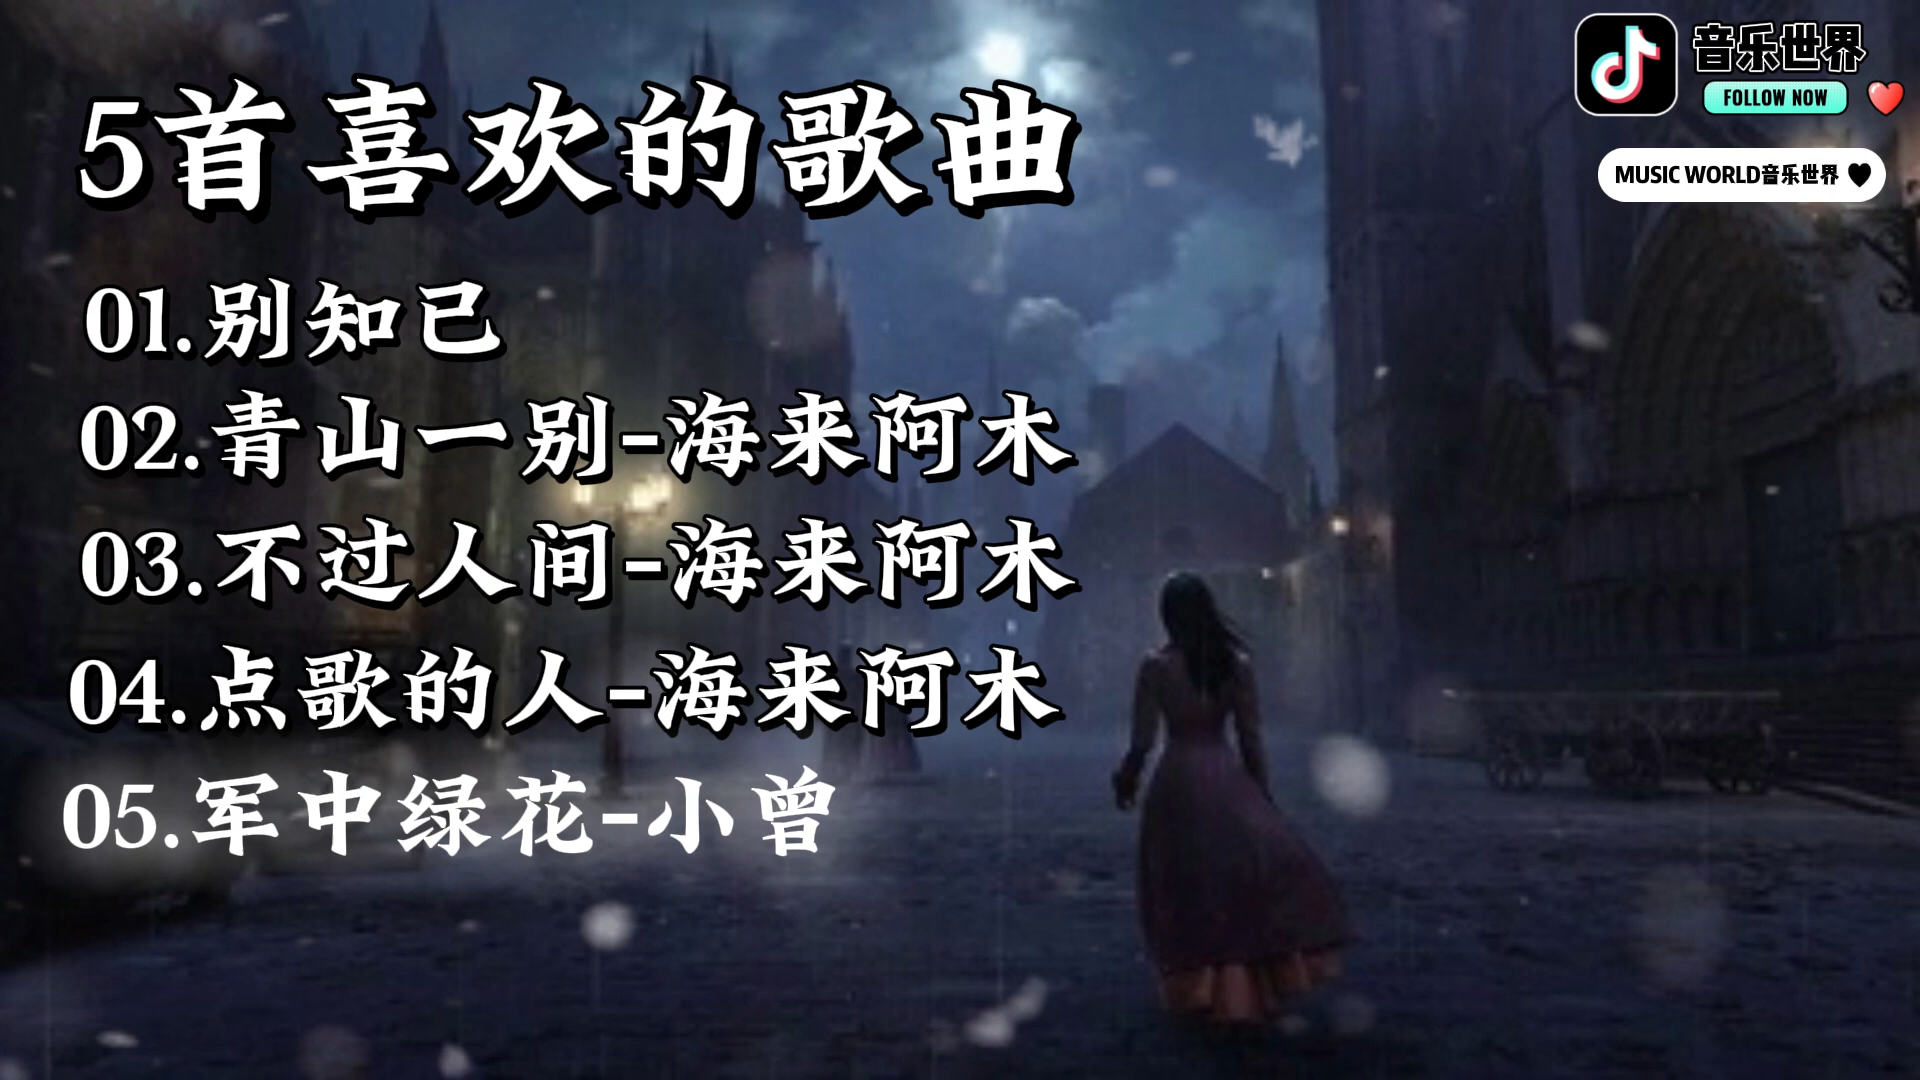 5首喜欢的歌曲
01.别知己
02.青山一别-海来阿木
03.不过人间-海来阿木
04.点歌的人-海来阿木
05.军中绿花-小曾
音乐世界
FOLLOW NOW
MUSIC WORLD音乐世界